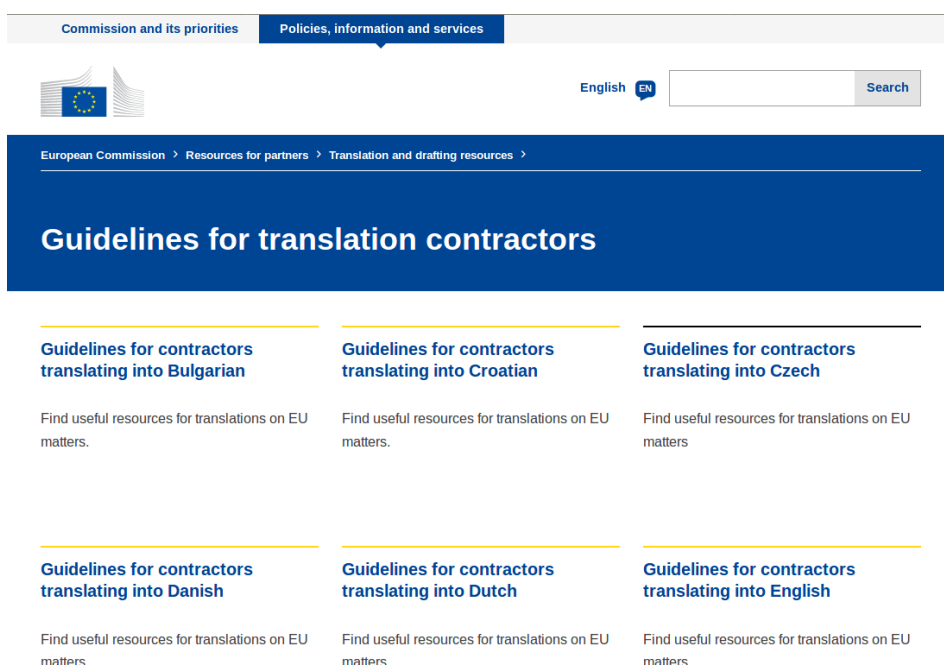 Commission and its priorities
Policies, information and services
English EN
Search
European Commission > Resources for partners > Translation and drafting resources >
Guidelines for translation contractors
Guidelines for contractors
translating into Bulgarian
Find useful resources for translations on EU
matters.
Guidelines for contractors
translating into Croatian
Find useful resources for translations on EU
matters.
Guidelines for contractors
translating into Czech
Find useful resources for translations on EU
matters
Guidelines for contractors
translating into Danish
Find useful resources for translations on EU
matters
Guidelines for contractors
translating into Dutch
Find useful resources for translations on EU
matters
Guidelines for contractors
translating into English
Find useful resources for translations on EU
matters